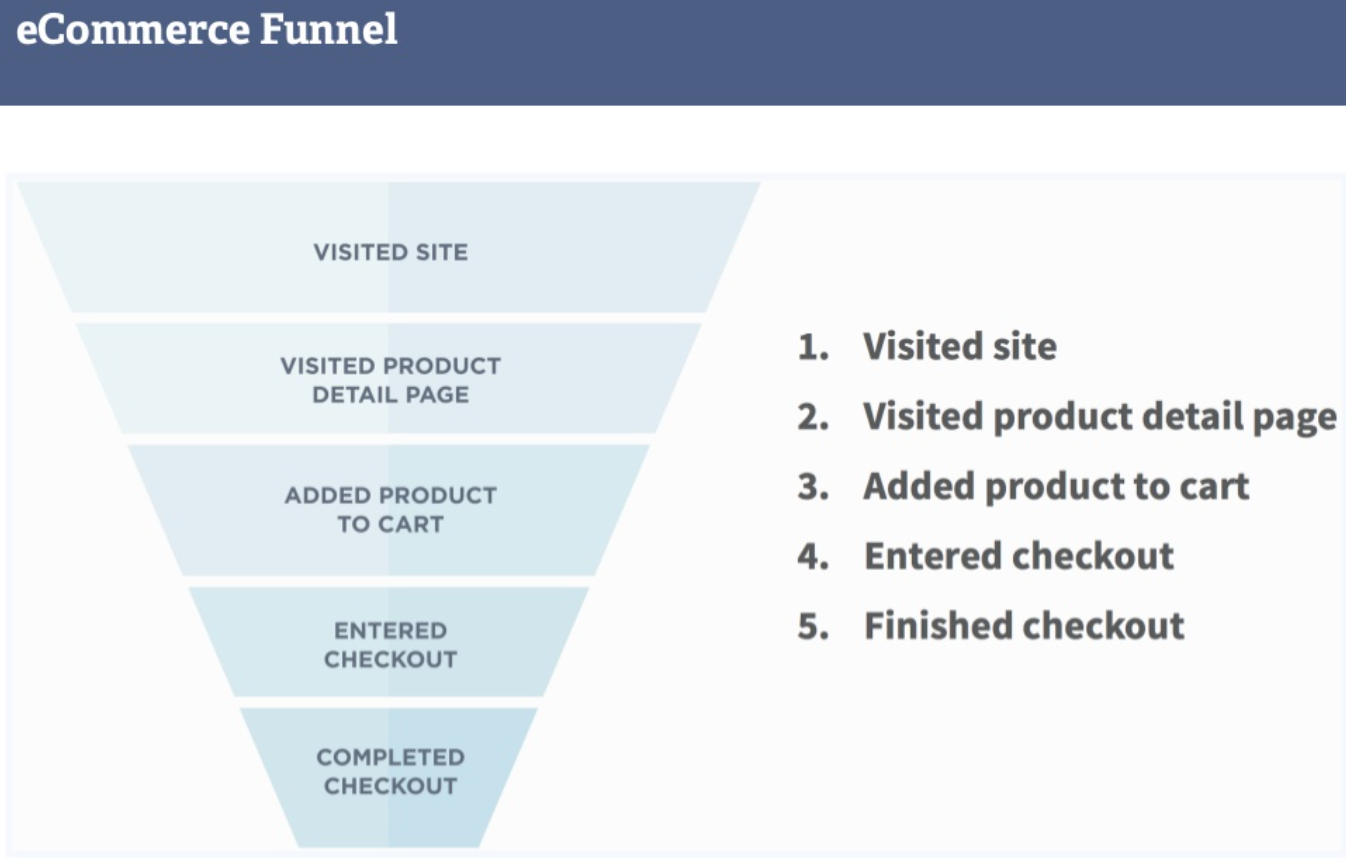 eCommerce Funnel
VISITED SITE
VISITED PRODUCT
DETAIL PAGE
ADDED PRODUCT
TO CART
ENTERED
CHECKOUT
COMPLETED
CHECKOUT
1. Visited site
2. Visited product detail page
3. Added product to cart
4. Entered checkout
5. Finished checkout